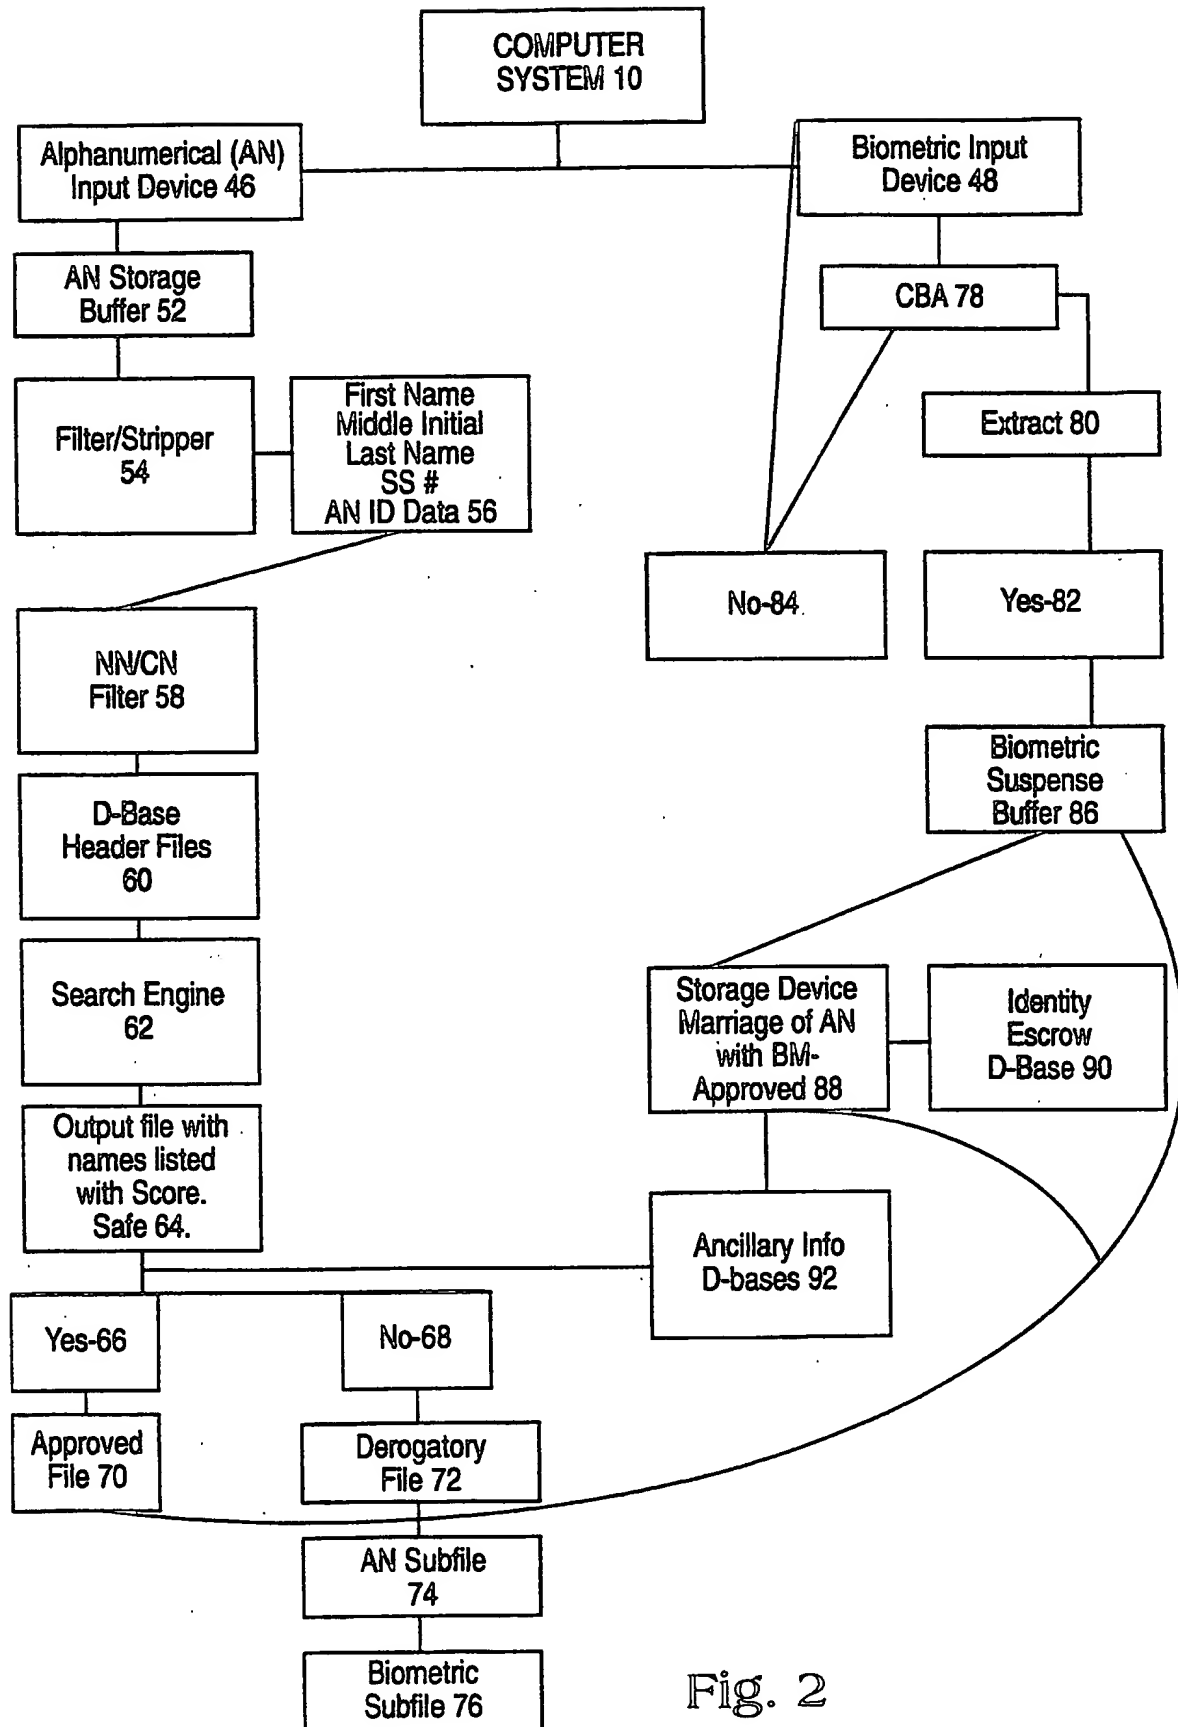 COMPUTER
SYSTEM 10
Alphanumerical (AN)
Input Device 46
Biometric Input
Device 48
AN Storage
Buffer 52
CBA 78
Filter/Stripper
54
First Name
Middle Initial
Last Name
SS #
AN ID Data 56
Extract 80
No-84
Yes-82
NN/CN
Filter 58
Biometric
Suspense
Buffer 86
D-Base
Header Files
60
Search Engine
62
Storage Device
Marriage of AN
with BM-
Approved 88
Identity
Escrow
D-Base 90
Output file with
names listed
with Score.
Safe 64.
Ancillary Info
D-bases 92
Yes-66
No-68
Approved
File 70
Derogatory
File 72
AN Subfile
74
Biometric
Subfile 76
Fig. 2